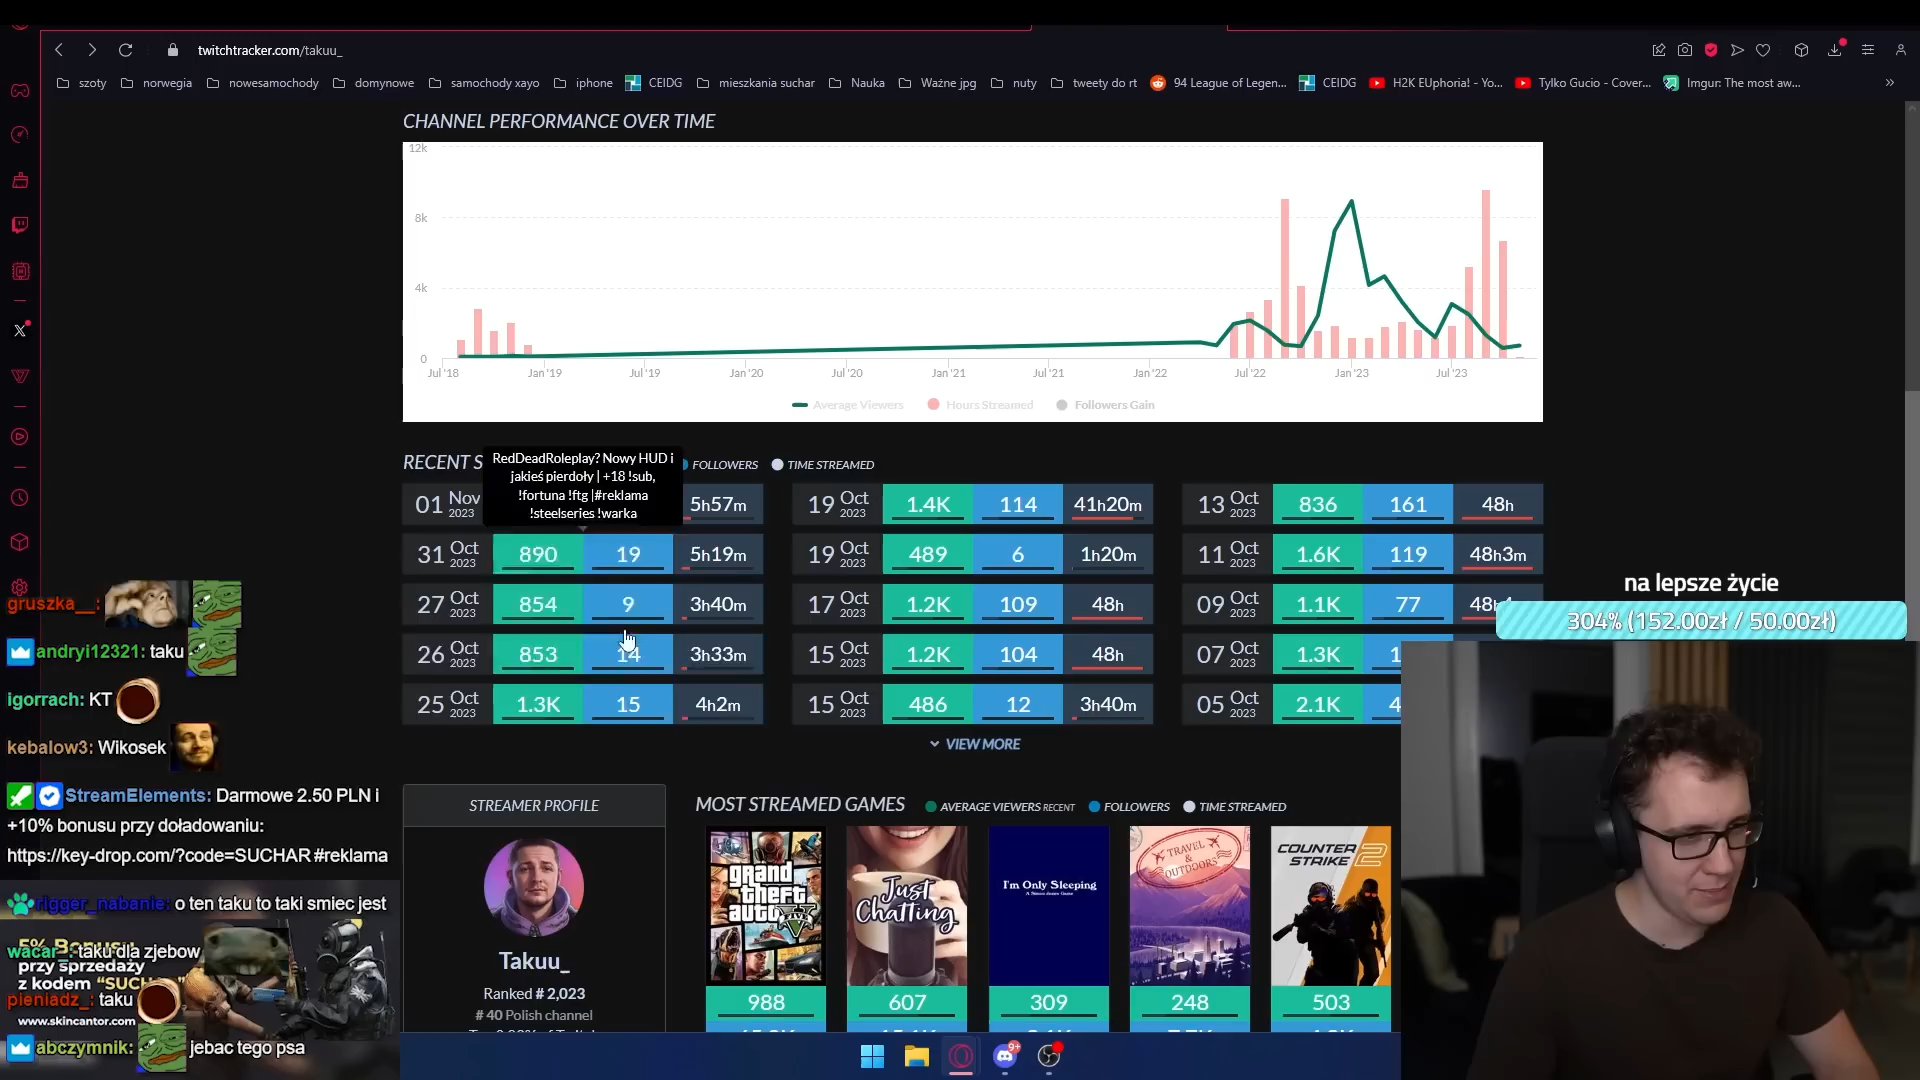 twitchtracker.com/takuu_
szoty
norwegia
nowesamochody
domynowe
samochody xayo
iphone
CEIDG
mieszkania suchar
Nauka
Ważne jpg
nuty
tweety do rt
94 League of Legen...
CEIDG
H2K EUphoria! - Yo...
Tylko Gucio - Cover...
Imgur: The most aw...
CHANNEL PERFORMANCE OVER TIME
12k
8k
4k
0
Jul '18
Jan '19
Jul '19
Jan '20
Jul '20
Jan '21
Jul '21
Jan '22
Jul '22
Jan '23
Jul '23
Average Viewers
Hours Streamed
Followers Gain
RECENT S
FOLLOWERS
TIME STREAMED
RedDeadRoleplay? Nowy HUD i
jakieś pierdoły | +18 !sub,
!fortuna !ftg |#reklama
!steelseries !warka
01 Nov 2023 5h57m
31 Oct 2023 890 19 5h19m
27 Oct 2023 854 9 3h40m
26 Oct 2023 853 14 3h33m
25 Oct 2023 1.3K 15 4h2m
19 Oct 2023 1.4K 114 41h20m
19 Oct 2023 489 6 1h20m
17 Oct 2023 1.2K 109 48h
15 Oct 2023 1.2K 104 48h
15 Oct 2023 486 12 3h40m
13 Oct 2023 836 161 48h
11 Oct 2023 1.6K 119 48h3m
09 Oct 2023 1.1K 77 48h
07 Oct 2023 1.3K 1
05 Oct 2023 2.1K 4
VIEW MORE
na lepsze życie
304% (152.00zł / 50.00zł)
gruszka__:
andryi12321: taku
igorrach: KT
kebalow3: Wikosek
StreamElements: Darmowe 2.50 PLN i
+10% bonusu przy doładowaniu:
https://key-drop.com/?code=SUCHAR #reklama
rigger_nabanie: o ten taku to taki smiec jest
5% Bonusu
wacar_: taku dla zjebow
przy sprzedaży
z kodem "SUCH
pieniadz_: taku
www.skincantor.com
abczymnik: jebac tego psa
STREAMER PROFILE
Takuu_
Ranked # 2,023
# 40 Polish channel
MOST STREAMED GAMES
AVERAGE VIEWERS RECENT
FOLLOWERS
TIME STREAMED
grand
theft
auto
V
FIVE
Just
Chatting
I'm Only Sleeping
TRAVEL
&
OUTDOORS
COUNTER
STRIKE 2
988
607
309
248
503
9+